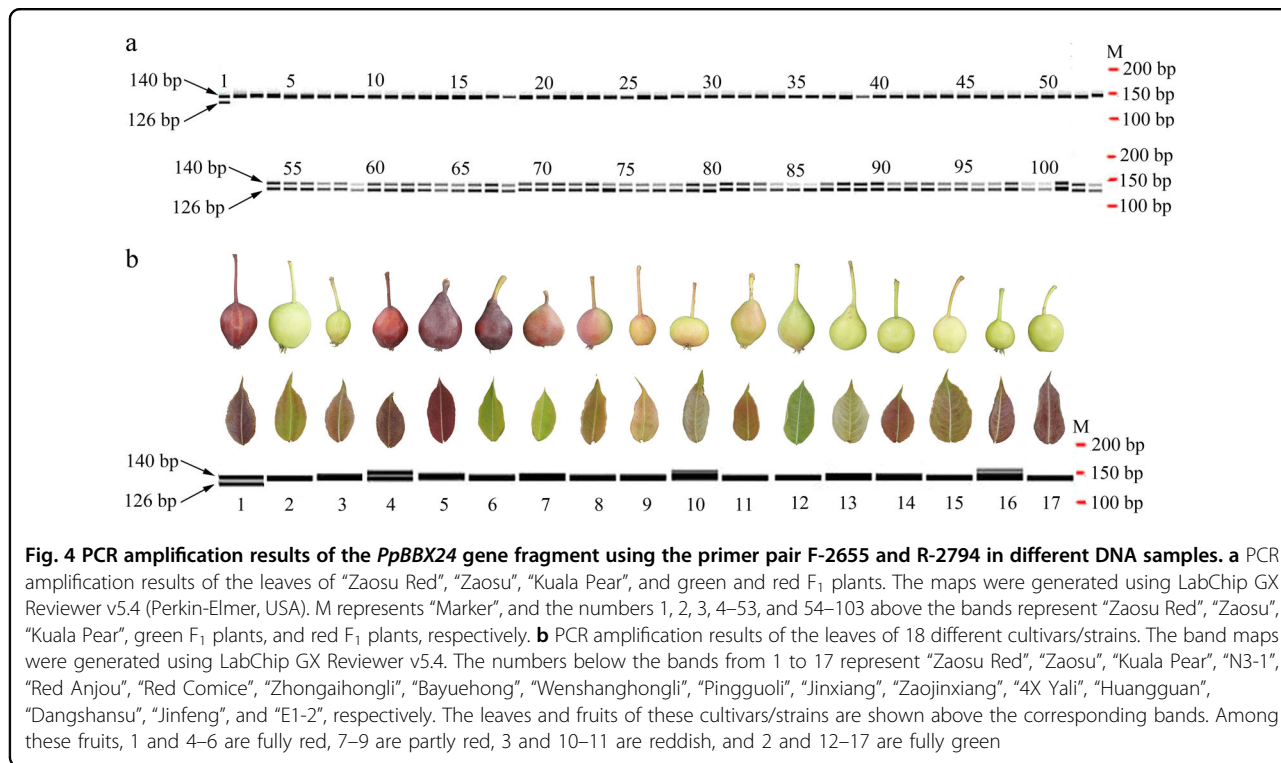 a
140 bp 1 5 10 15 20 25 30 35 40 45 50 M
200 bp
150 bp
126 bp
100 bp
55 60 65 70 75 80 85 90 95 100
200 bp
140 bp
150 bp
126 bp
100 bp
b
M
200 bp
140 bp
150 bp
126 bp
100 bp
1 2 3 4 5 6 7 8 9 10 11 12 13 14 15 16 17
Fig. 4 PCR amplification results of the PpBBX24 gene fragment using the primer pair F-2655 and R-2794 in different DNA samples. a PCR
amplification results of the leaves of “Zaosu Red”, “Zaosu”, “Kuala Pear”, and green and red F₁ plants. The maps were generated using LabChip GX
Reviewer v5.4 (Perkin-Elmer, USA). M represents “Marker”, and the numbers 1, 2, 3, 4–53, and 54–103 above the bands represent “Zaosu Red”, “Zaosu”,
“Kuala Pear”, green F₁ plants, and red F₁ plants, respectively. b PCR amplification results of the leaves of 18 different cultivars/strains. The band maps
were generated using LabChip GX Reviewer v5.4. The numbers below the bands from 1 to 17 represent “Zaosu Red”, “Zaosu”, “Kuala Pear”, “N3-1”,
“Red Anjou”, “Red Comice”, “Zhongaihongli”, “Bayuehong”, “Wenshanghongli”, “Pingguoli”, “Jinxiang”, “Zaojinxiang”, “4X Yali”, “Huangguan”,
“Dangshansu”, “Jinfeng”, and “E1-2”, respectively. The leaves and fruits of these cultivars/strains are shown above the corresponding bands. Among
these fruits, 1 and 4–6 are fully red, 7–9 are partly red, 3 and 10–11 are reddish, and 2 and 12–17 are fully green